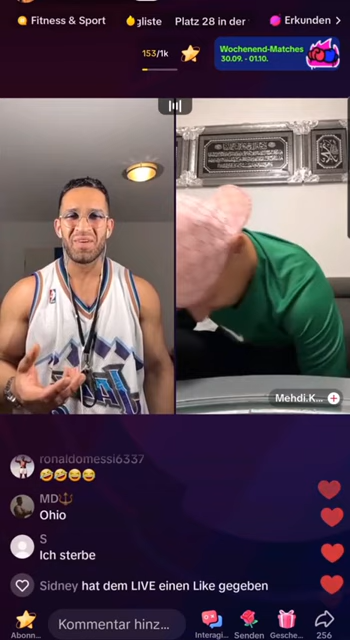 Fitness & Sport
gliste
Platz 28 in der
Erkunden
153/1k
Wochenend-Matches
30.09. - 01.10.
Mehdi.K...
ronaldomessi6337
🤣🤣😂😂
MD🔱
Ohio
S
Ich sterbe
Sidney hat dem LIVE einen Like gegeben
Abonn...
Kommentar hinz...
Interagi...
Senden
Gesche...
256